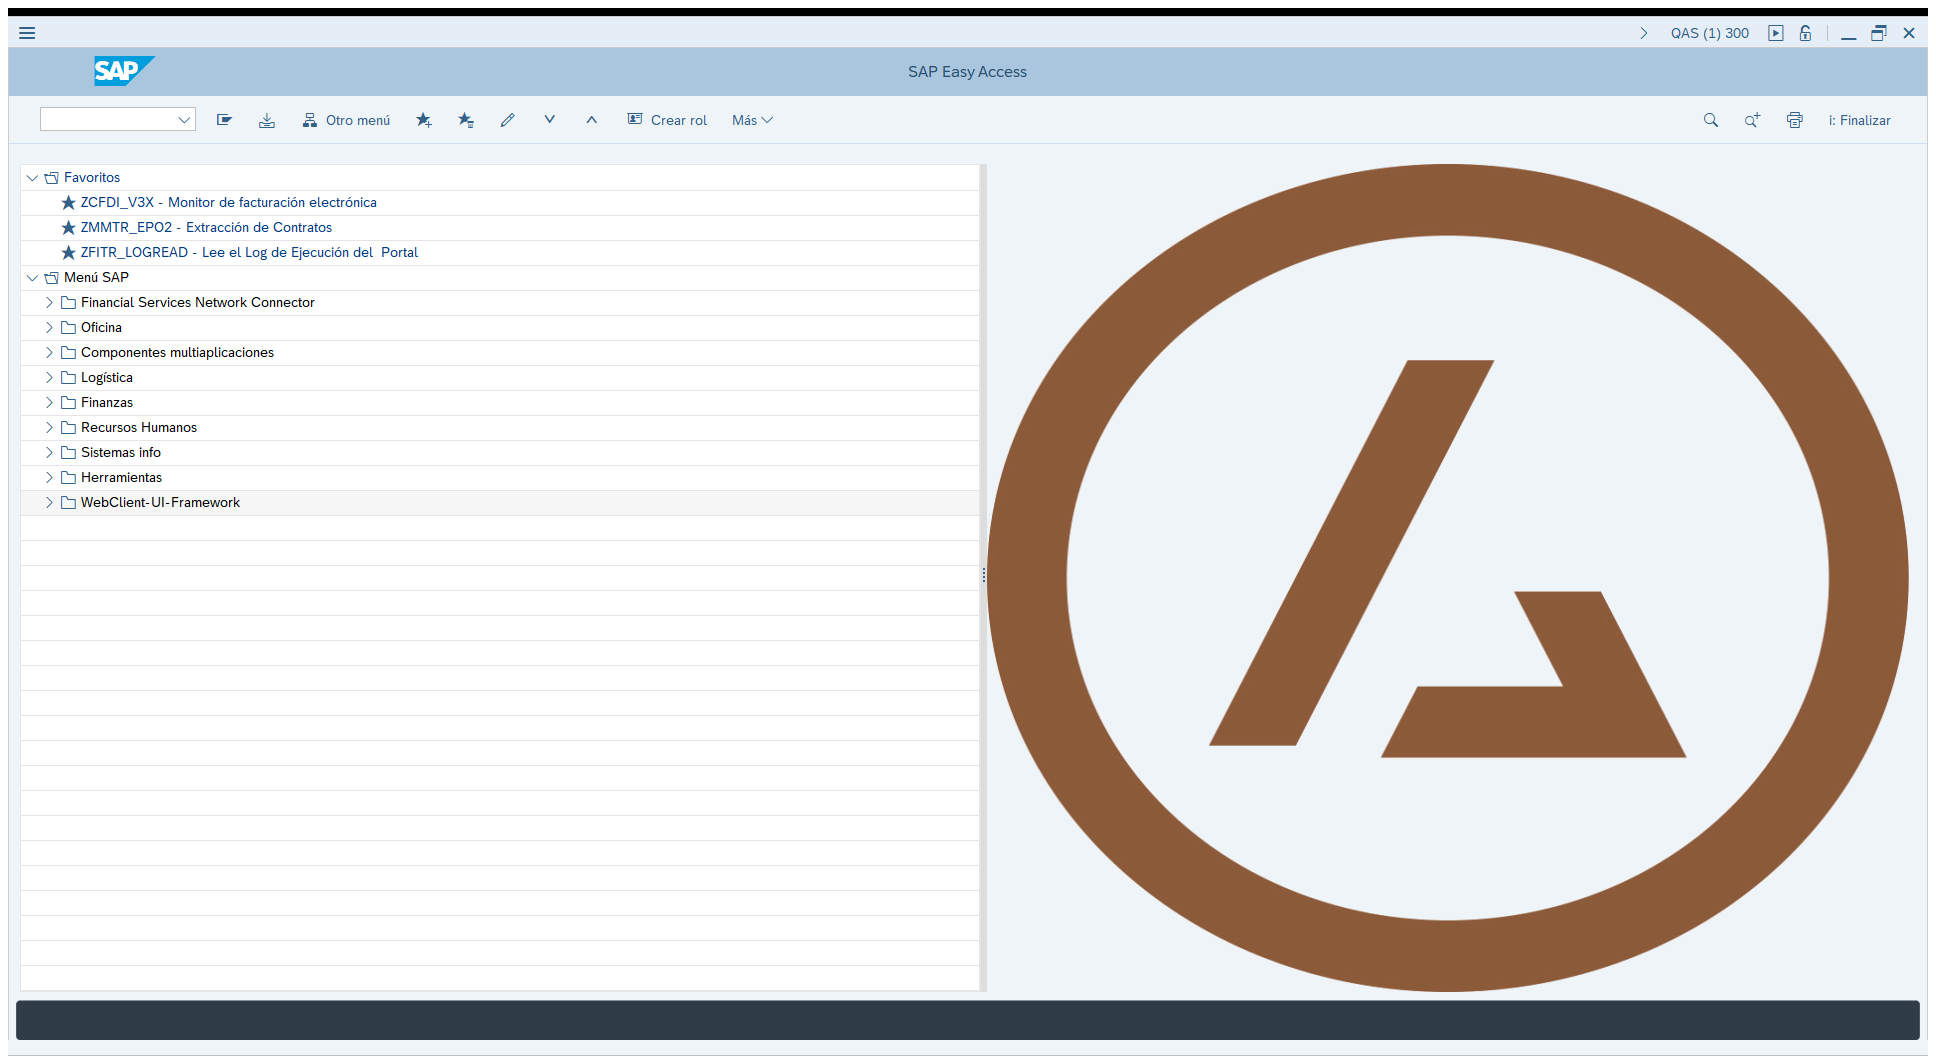 QAS (1) 300
SAP
SAP Easy Access
Otro menú
Crear rol
Más
i: Finalizar
Favoritos
ZCFDI_V3X - Monitor de facturación electrónica
ZMMTR_EPO2 - Extracción de Contratos
ZFITR_LOGREAD - Lee el Log de Ejecución del  Portal
Menú SAP
Financial Services Network Connector
Oficina
Componentes multiaplicaciones
Logística
Finanzas
Recursos Humanos
Sistemas info
Herramientas
WebClient-UI-Framework